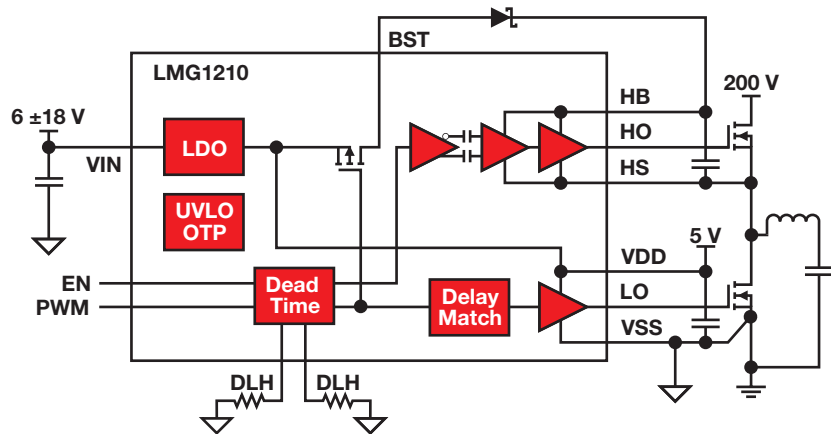 BST
LMG1210
6 ±18 V
VIN
LDO
UVLO
OTP
HB
HO
HS
200 V
5 V
VDD
LO
VSS
EN
PWM
Dead
Time
Delay
Match
DLH
DLH